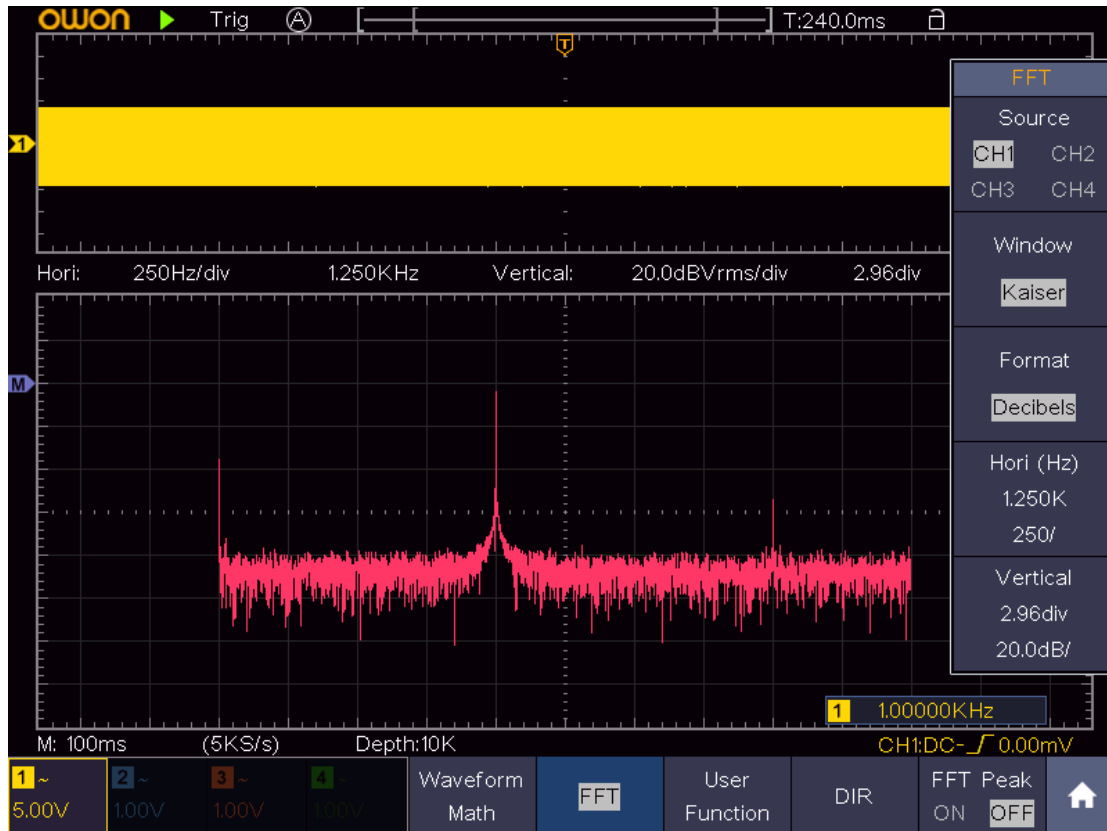 owon Trig A T:240.0ms
T
FFT
Source
1
CH1 CH2
CH3 CH4
Window
Hori: 250Hz/div 1.250KHz Vertical: 20.0dBVrms/div 2.96div
Kaiser
Format
M
Decibels
Hori (Hz)
1.250K
250/
Vertical
2.96div
20.0dB/
1 1.00000KHz
M: 100ms (5KS/s) Depth:10K CH1:DC- 0.00mV
1 ~ 2 ~ 3 ~ 4 ~ Waveform FFT User DIR FFT Peak
5.00V 1.00V 1.00V 1.00V Math Function ON OFF